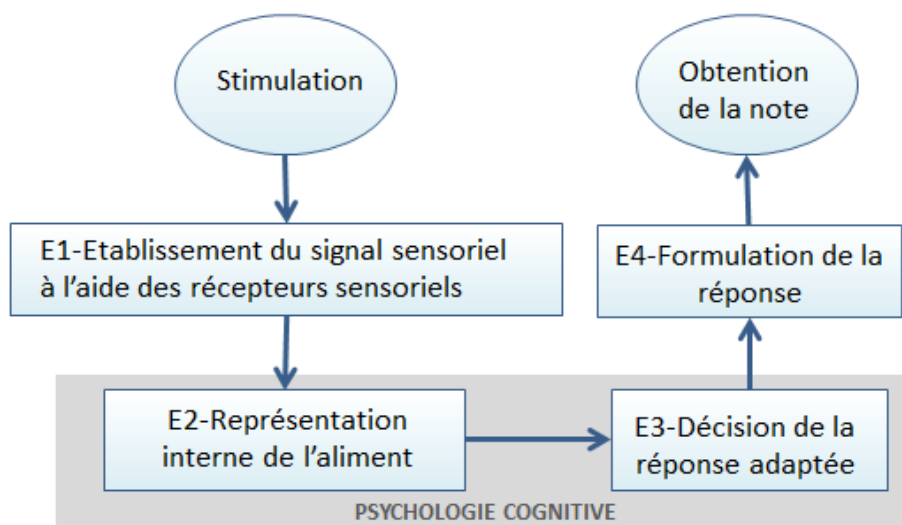 Stimulation
E1-Etablissement du signal sensoriel
à l’aide des récepteurs sensoriels
E2-Représentation
interne de l’aliment
E3-Décision de la
réponse adaptée
E4-Formulation de la
réponse
Obtention
de la note
PSYCHOLOGIE COGNITIVE